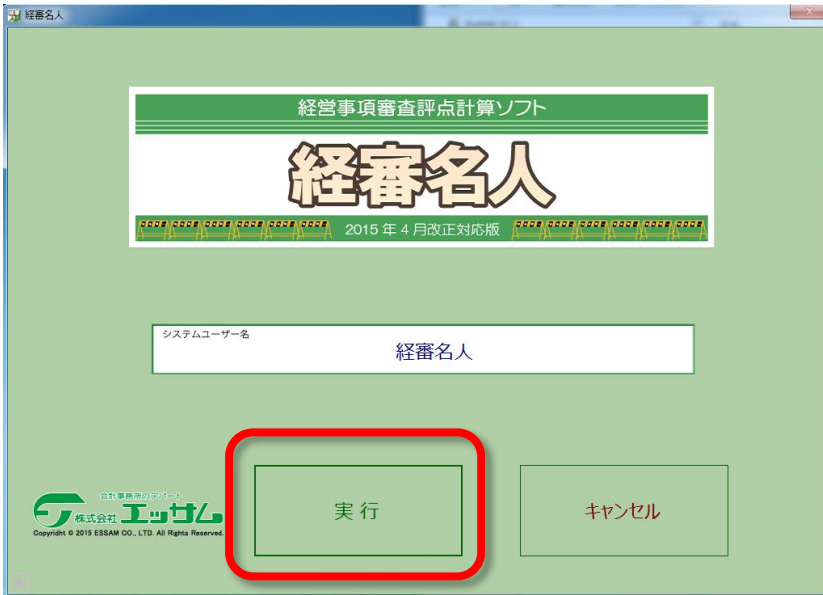 経審名人
経営事項審査評点計算ソフト
経審名人
2015年4月改正対応版
システムユーザー名
経審名人
実行
キャンセル
会計事務所のデパート
株式会社 エッサム
Copyright © 2015 ESSAM CO., LTD. All Rights Reserved.